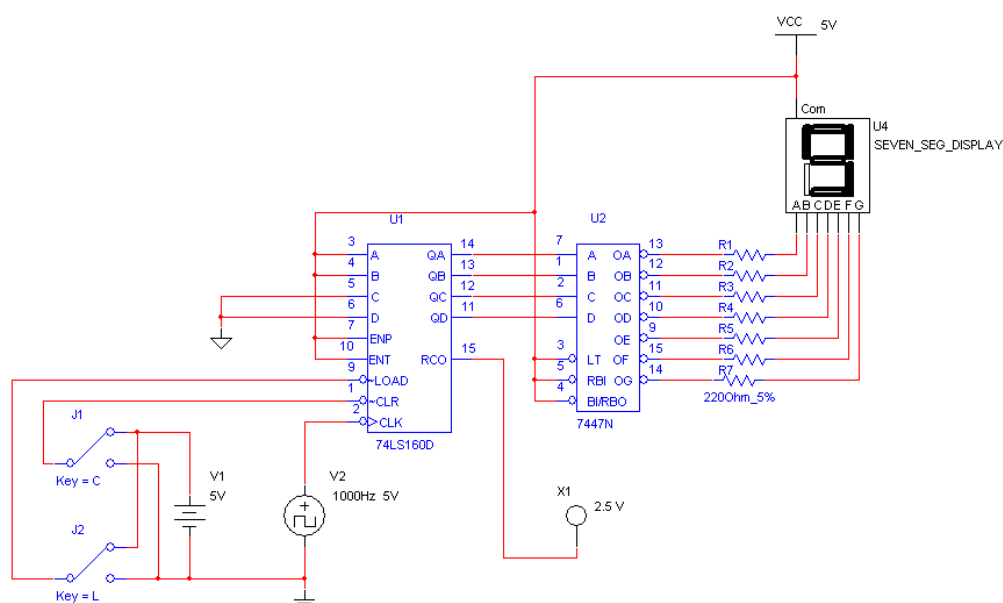 VCC 5V
Com
U4
SEVEN_SEG_DISPLAY
A B C D E F G
U1
U2
3 A QA 14
4 B QB 13
5 C QC 12
6 D QD 11
7 ENP
10 ENT RCO 15
9 ~LOAD
1 ~CLR
2 CLK
74LS160D
7 A OA 13
1 B OB 12
2 C OC 11
6 D OD 10
OE 9
3 LT OF 15
5 RBI OG 14
4 BI/RBO
7447N
R1
R2
R3
R4
R5
R6
R7
220Ohm_5%
J1
Key = C
J2
Key = L
V1
5V
V2
1000Hz 5V
X1
2.5 V